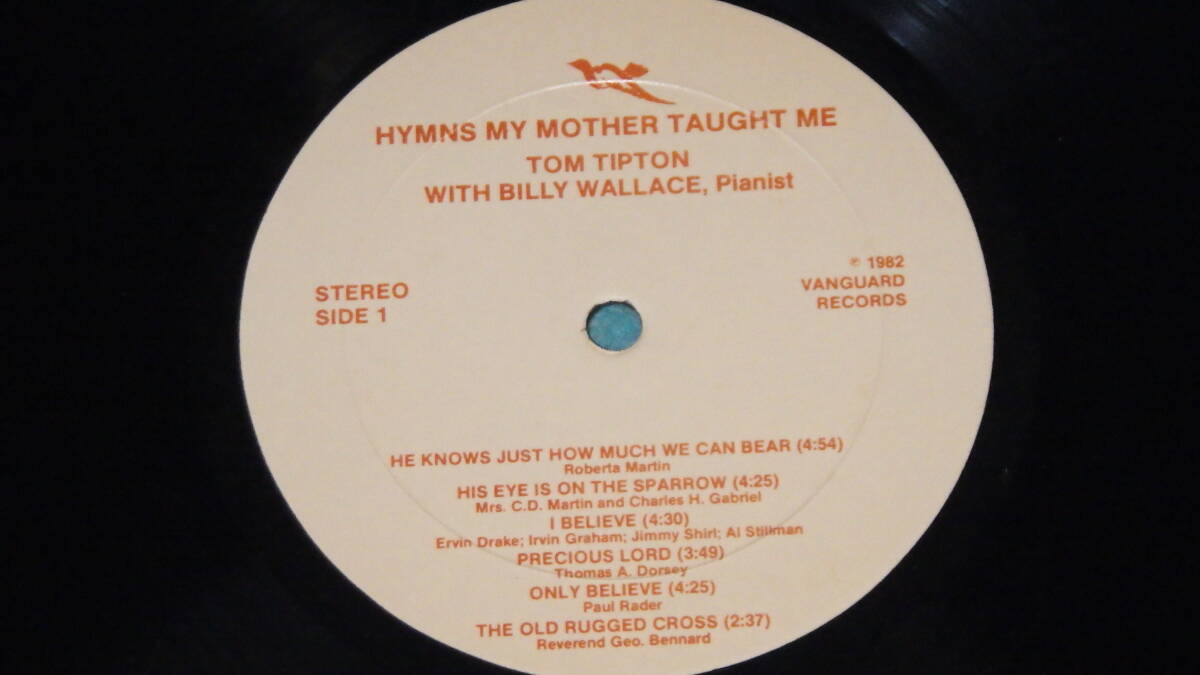 HYMNS MY MOTHER TAUGHT ME
TOM TIPTON
WITH BILLY WALLACE, Pianist
STEREO
SIDE 1
℗ 1982
VANGUARD
RECORDS
HE KNOWS JUST HOW MUCH WE CAN BEAR (4:54)
Roberta Martin
HIS EYE IS ON THE SPARROW (4:25)
Mrs. C.D. Martin and Charles H. Gabriel
I BELIEVE (4:30)
Ervin Drake; Irvin Graham; Jimmy Shirl; Al Stillman
PRECIOUS LORD (3:49)
Thomas A. Dorsey
ONLY BELIEVE (4:25)
Paul Rader
THE OLD RUGGED CROSS (2:37)
Reverend Geo. Bennard